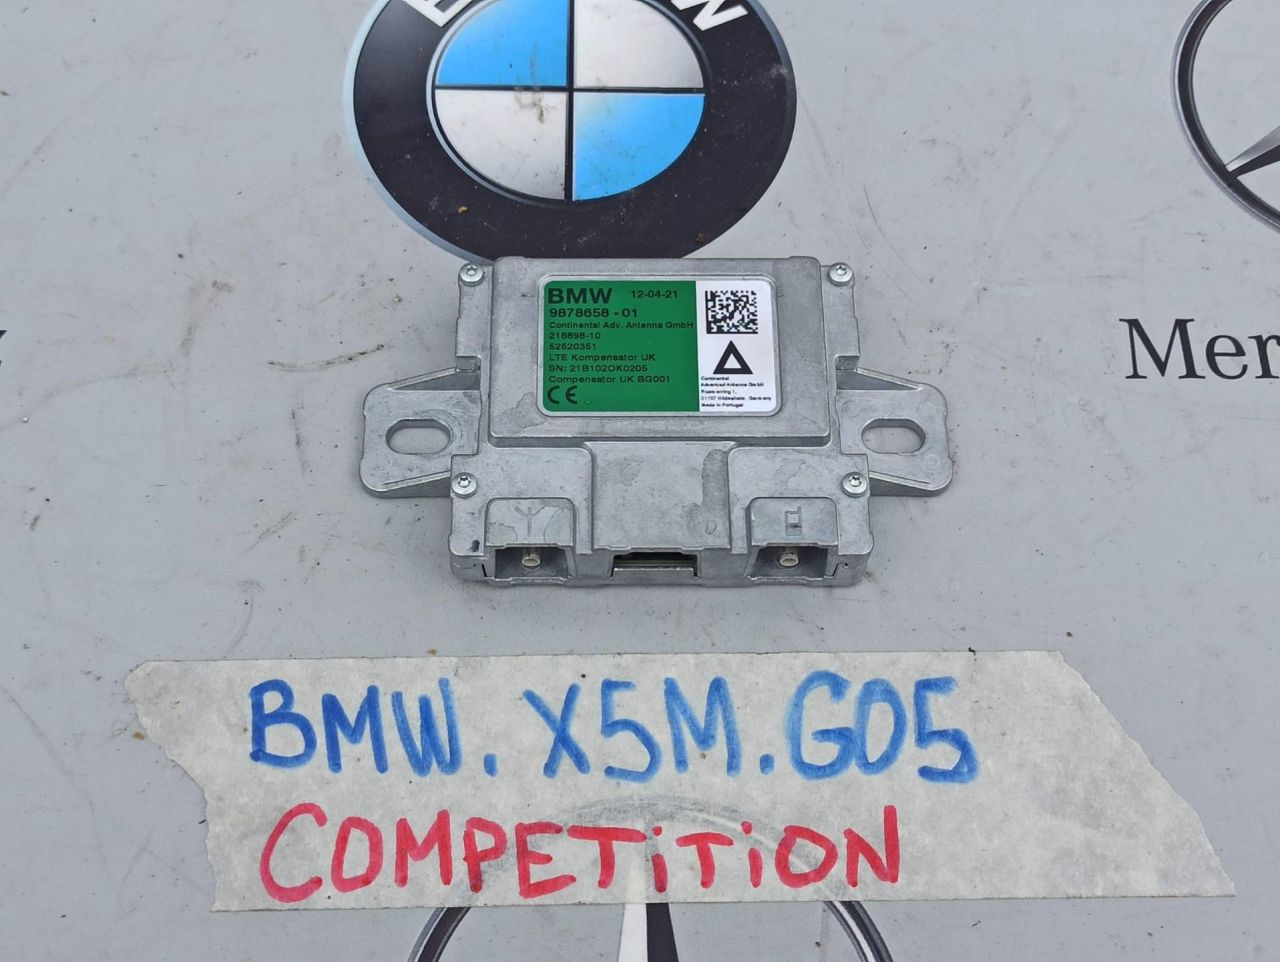 BMW 12-04-21
9878658 - 01
Continental Adv. Antenna GmbH
218898-10
52520351
LTE Kompensator UK
SN: 21B102OK0205
Compensator UK BG001
CE
Continental
Advanced Antenna GmbH
Made in Portugal
Mer
BMW. X5M. G05
COMPETITION